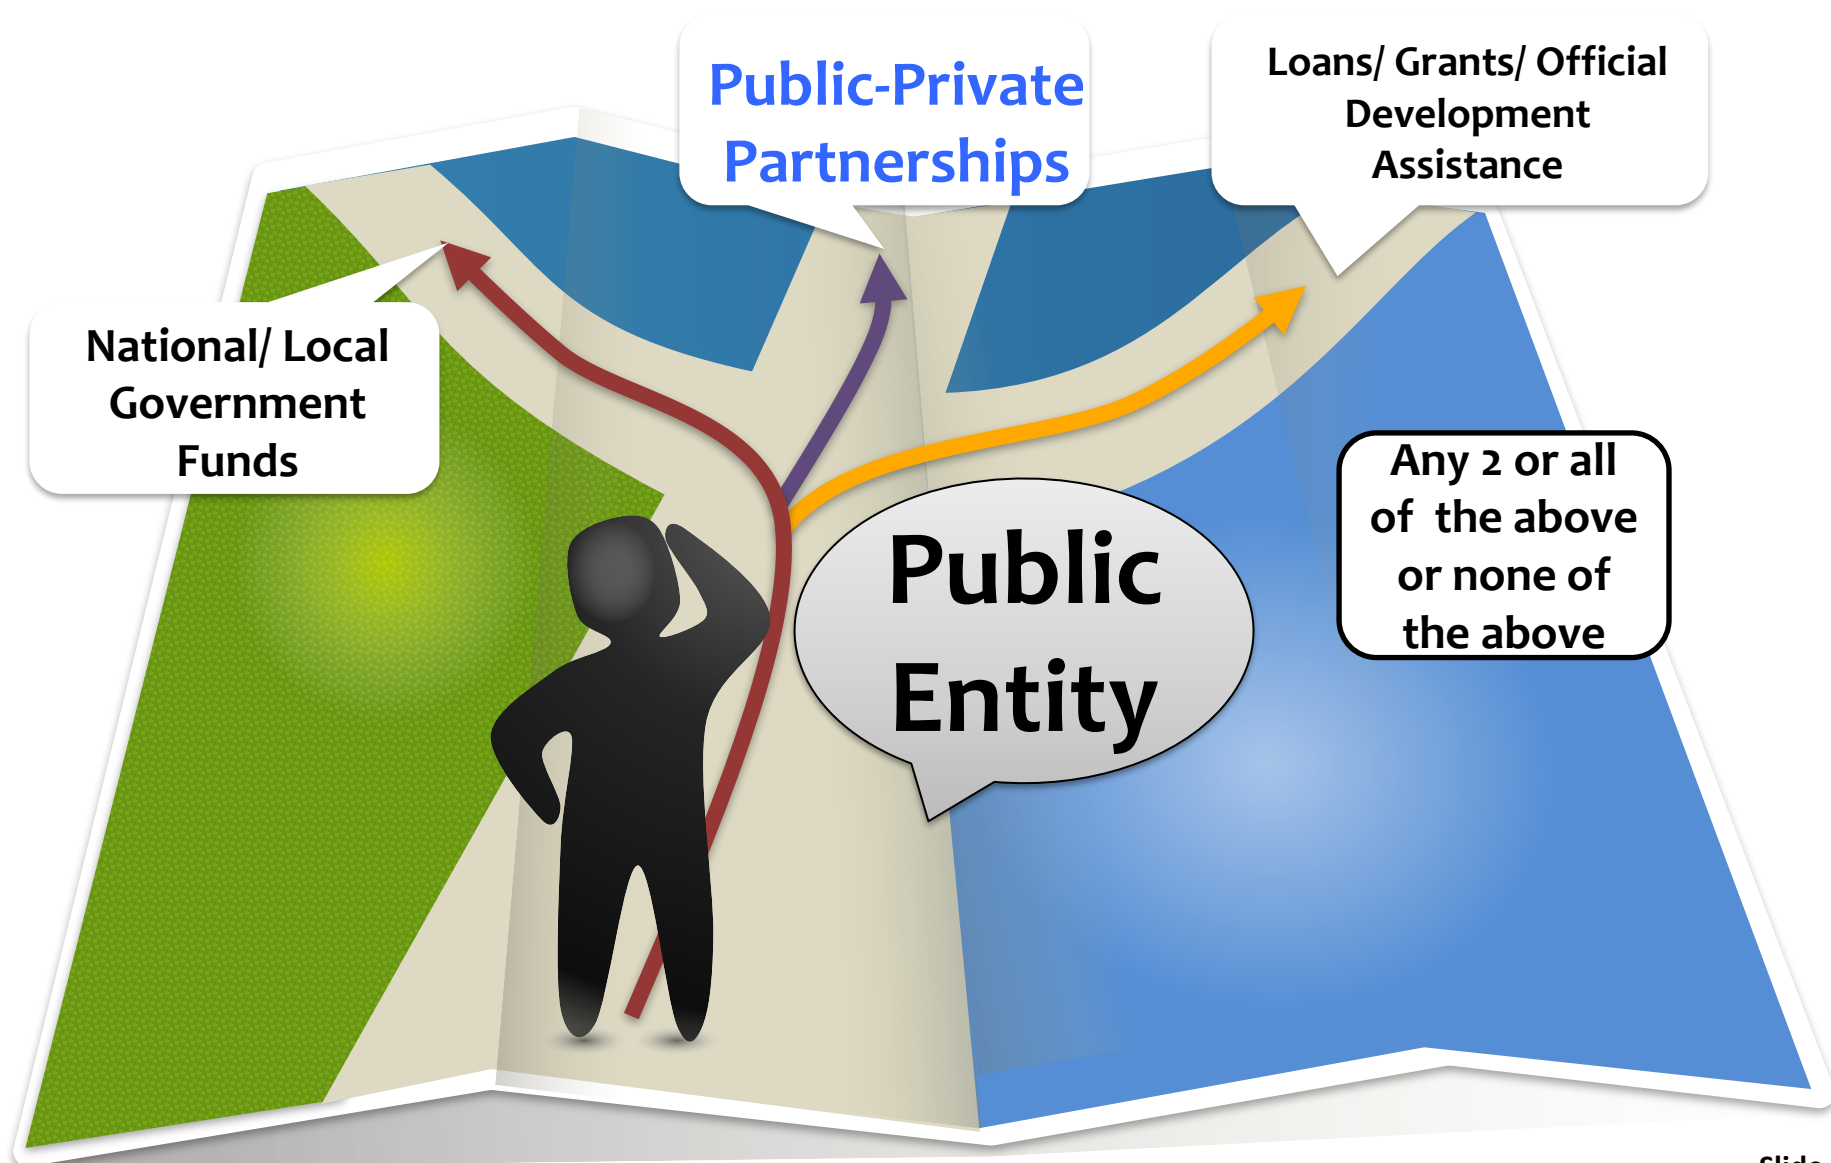 Public-Private
Partnerships
Loans/ Grants/ Official
Development
Assistance
National/ Local
Government
Funds
Any 2 or all
of the above
or none of
the above
Public
Entity
Slide